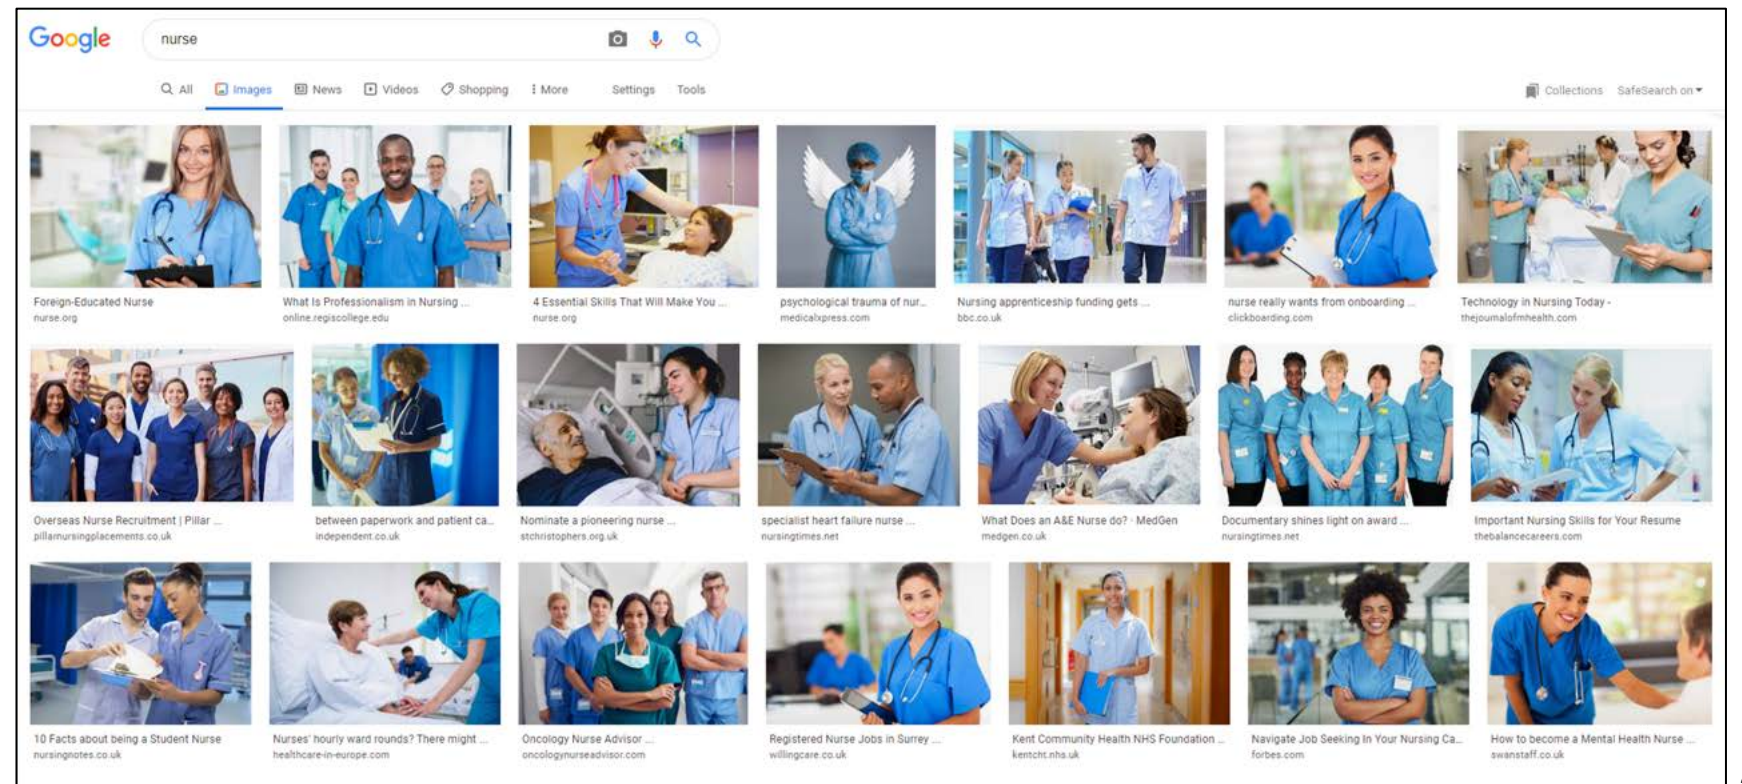 Google
nurse
All Images News Videos Shopping More Settings Tools
Collections SafeSearch on
Foreign-Educated Nurse
nurse.org
What Is Professionalism in Nursing ...
online.regiscollege.edu
4 Essential Skills That Will Make You ...
nurse.org
psychological trauma of nur...
medicalxpress.com
Nursing apprenticeship funding gets ...
bbc.co.uk
nurse really wants from onboarding ...
clickboarding.com
Technology in Nursing Today -
thejournalofmhealth.com
Overseas Nurse Recruitment | Pillar ...
pillarnursingplacements.co.uk
between paperwork and patient ca...
independent.co.uk
Nominate a pioneering nurse ...
stchristophers.org.uk
specialist heart failure nurse ...
nursingtimes.net
What Does an A&E Nurse do? - MedGen
medgen.co.uk
Documentary shines light on award ...
nursingtimes.net
Important Nursing Skills for Your Resume
thebalancecareers.com
10 Facts about being a Student Nurse
nursingnotes.co.uk
Nurses' hourly ward rounds? There might ...
healthcare-in-europe.com
Oncology Nurse Advisor ...
oncologynurseadvisor.com
Registered Nurse Jobs in Surrey ...
willingcare.co.uk
Kent Community Health NHS Foundation ...
kentcht.nhs.uk
Navigate Job Seeking In Your Nursing Ca...
forbes.com
How to become a Mental Health Nurse ...
swanstaff.co.uk